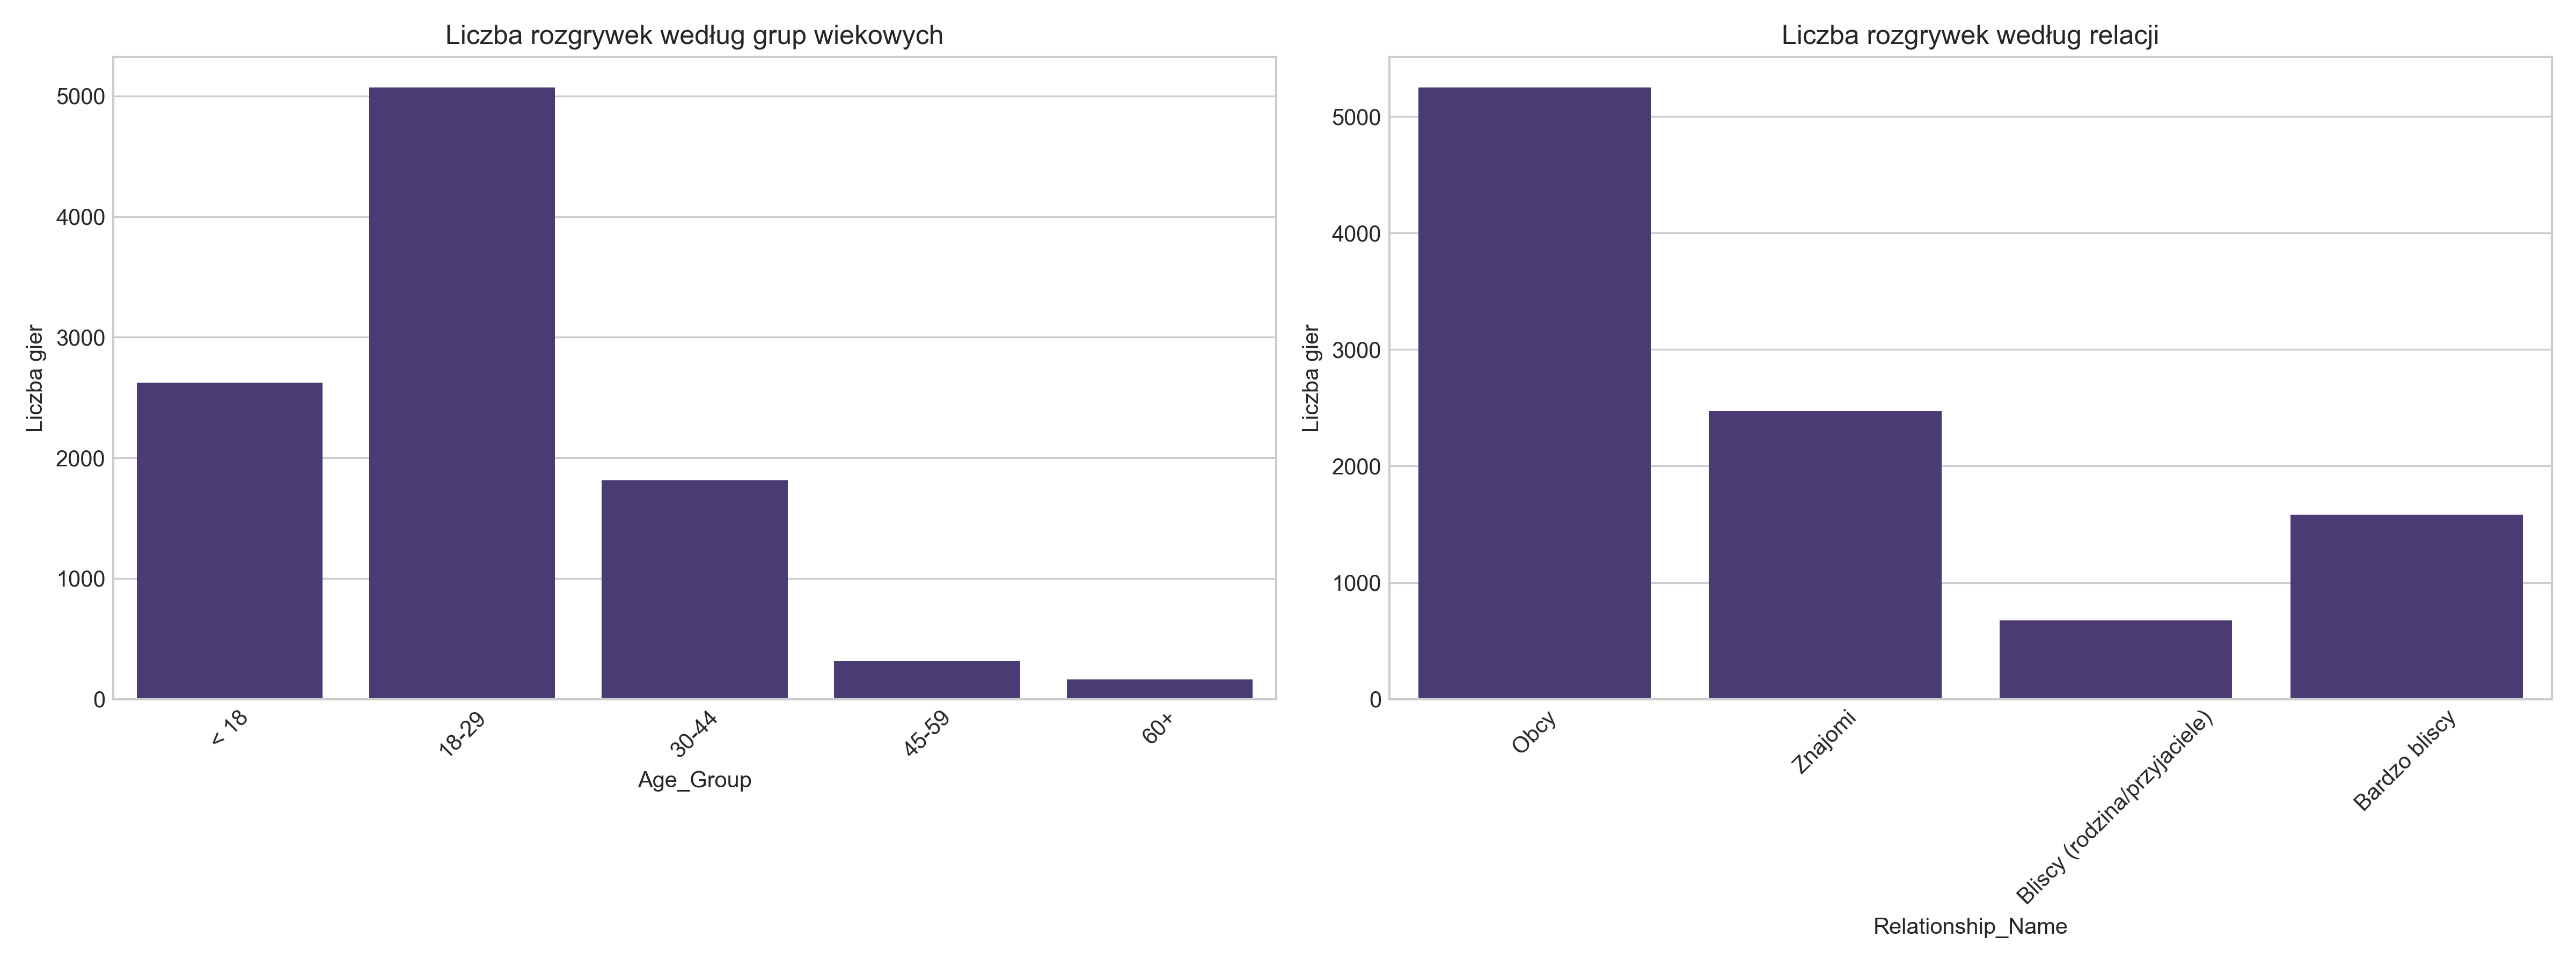 Liczba rozgrywek według grup wiekowych
Liczba gier
5000
4000
3000
2000
1000
0
< 18
18-29
30-44
45-59
60+
Age_Group
Liczba rozgrywek według relacji
Liczba gier
5000
4000
3000
2000
1000
0
Obcy
Znajomi
Bliscy (rodzina/przyjaciele)
Bardzo bliscy
Relationship_Name